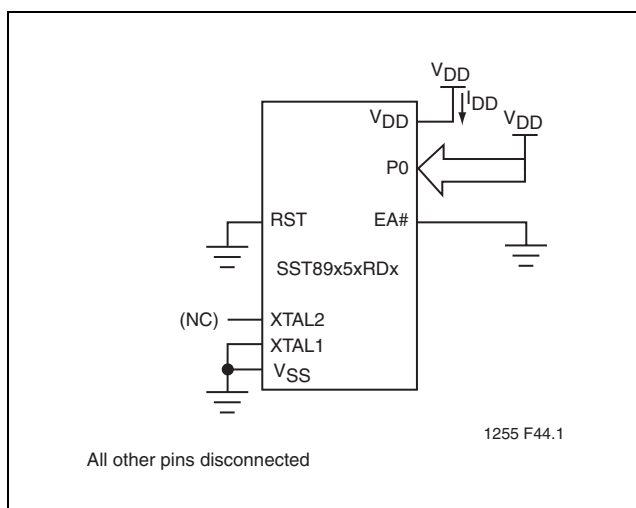 VDD
IDD
VDD
VDD
P0
RST
EA#
SST89x5xRDx
(NC)
XTAL2
XTAL1
VSS
1255 F44.1
All other pins disconnected